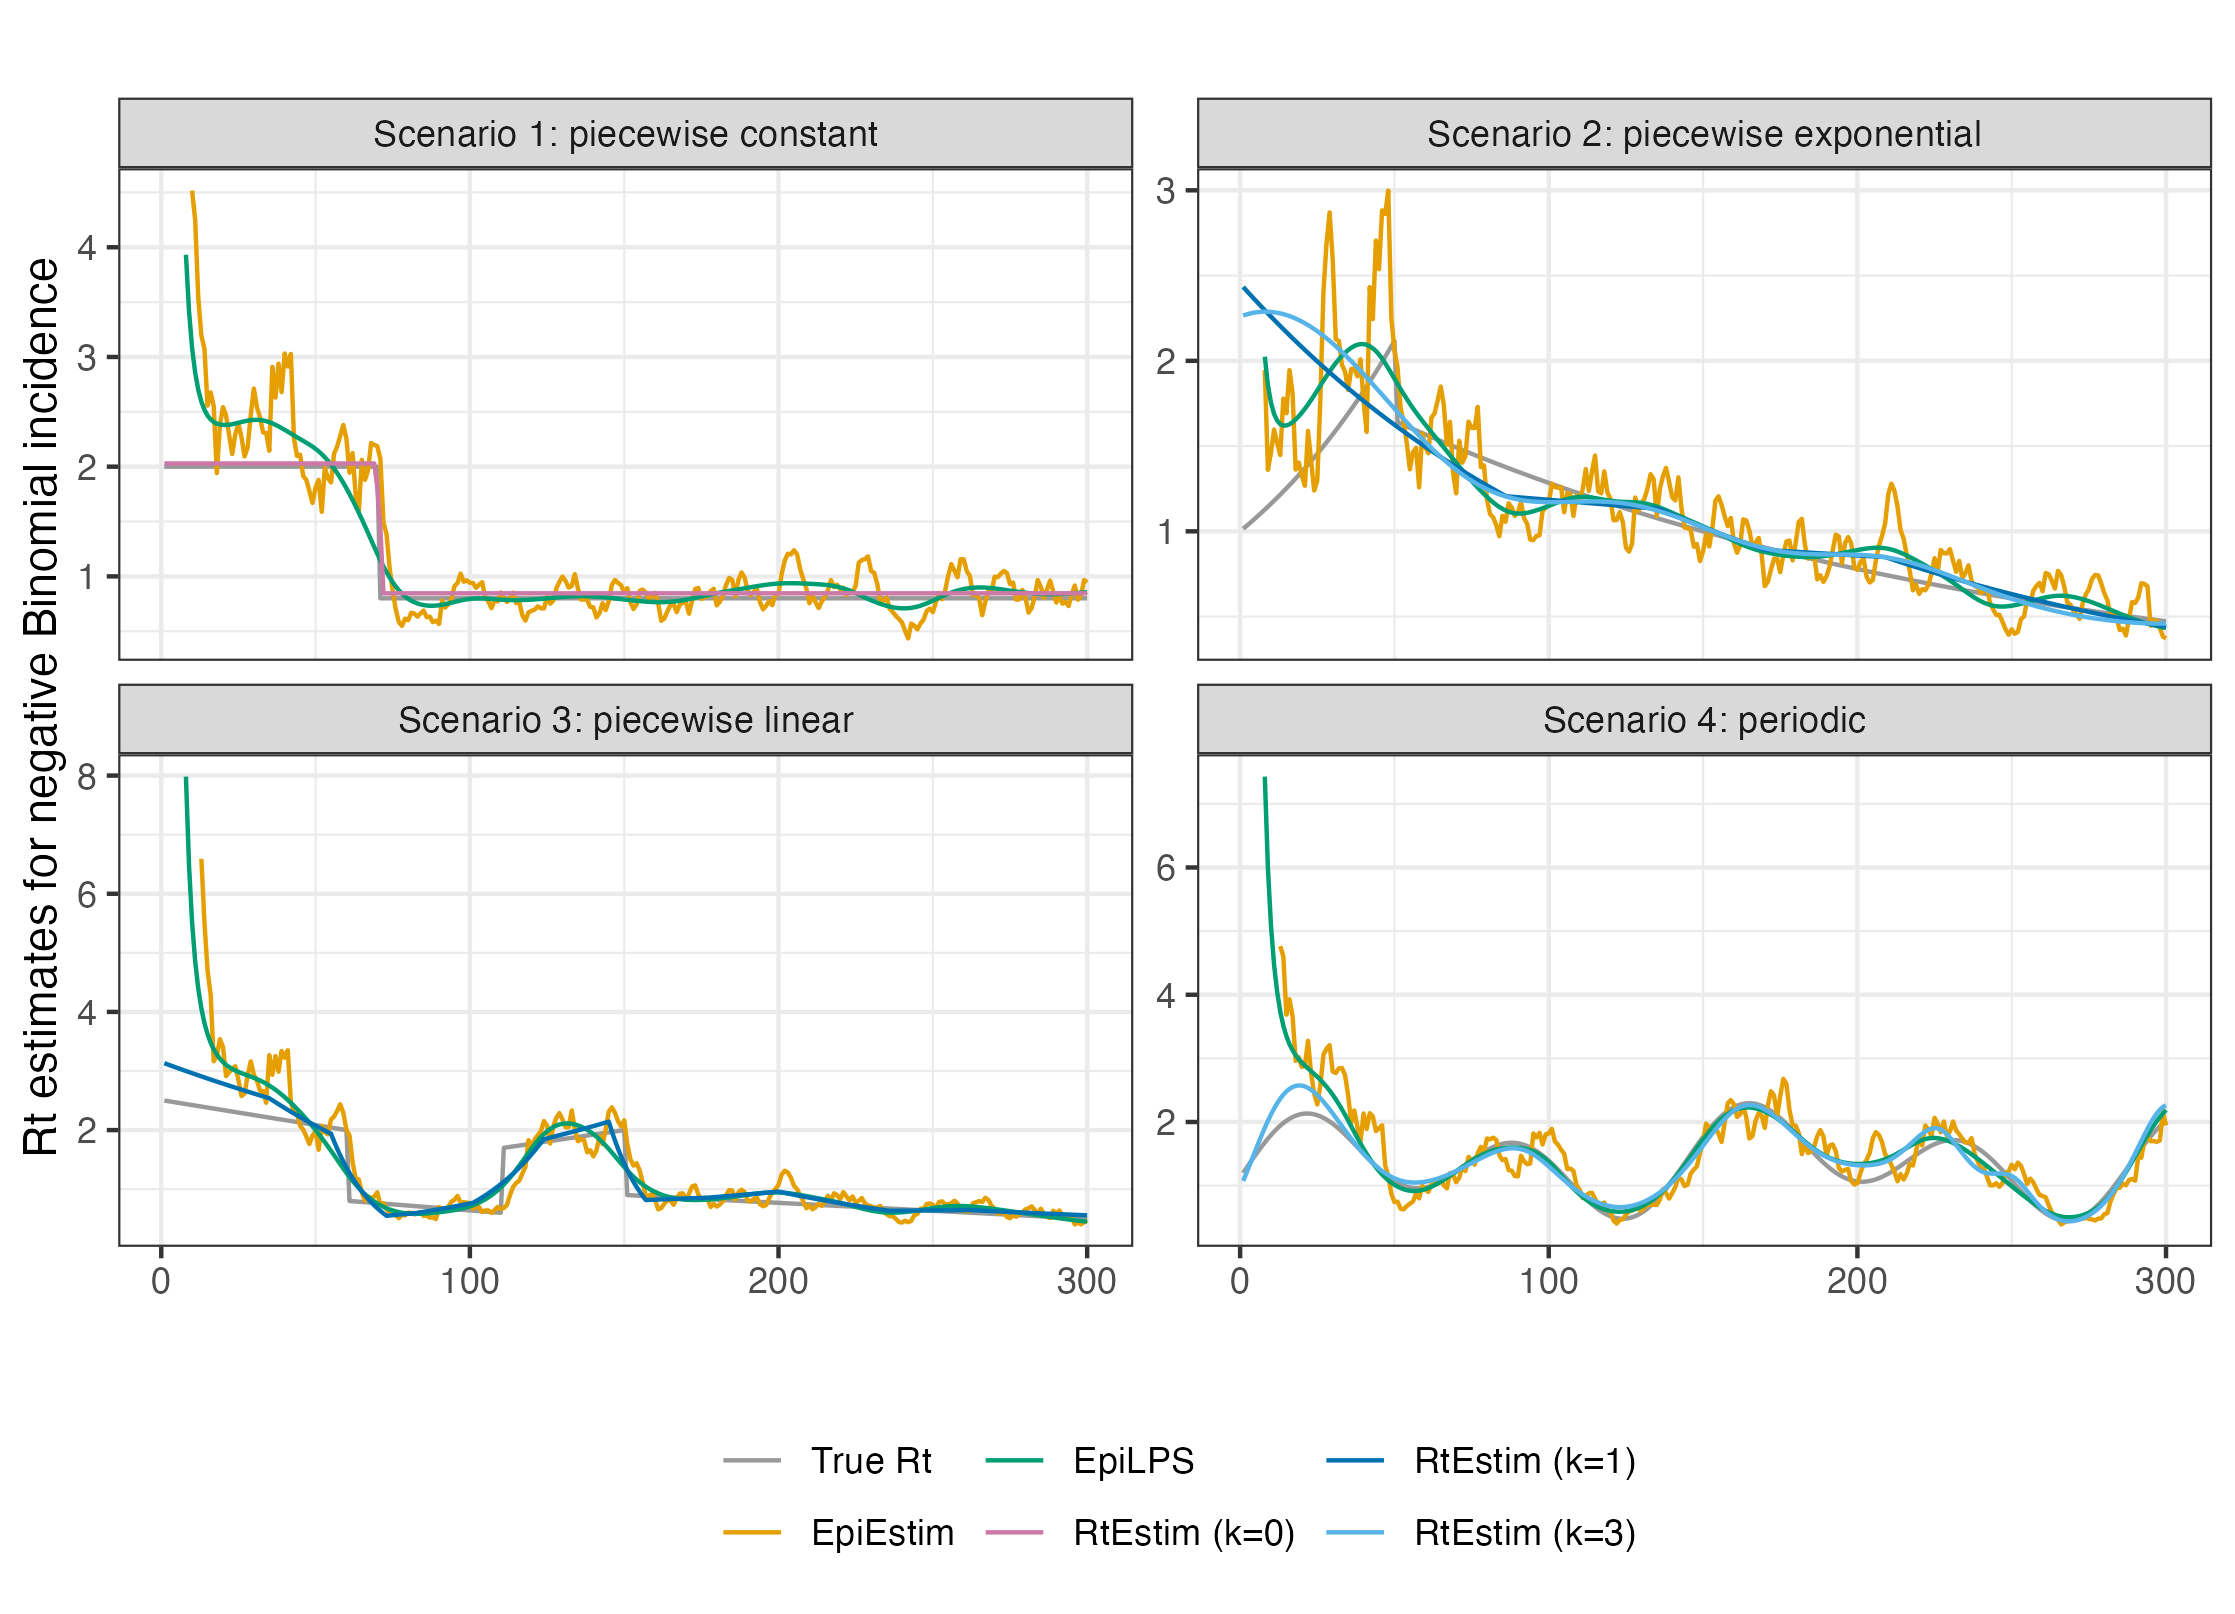 Rt estimates for negative Binomial incidence
Scenario 1: piecewise constant
4
3
2
1
Scenario 2: piecewise exponential
3
2
1
Scenario 3: piecewise linear
8
6
4
2
0 100 200 300
Scenario 4: periodic
6
4
2
0 100 200 300
True Rt EpiLPS RtEstim (k=1)
EpiEstim RtEstim (k=0) RtEstim (k=3)